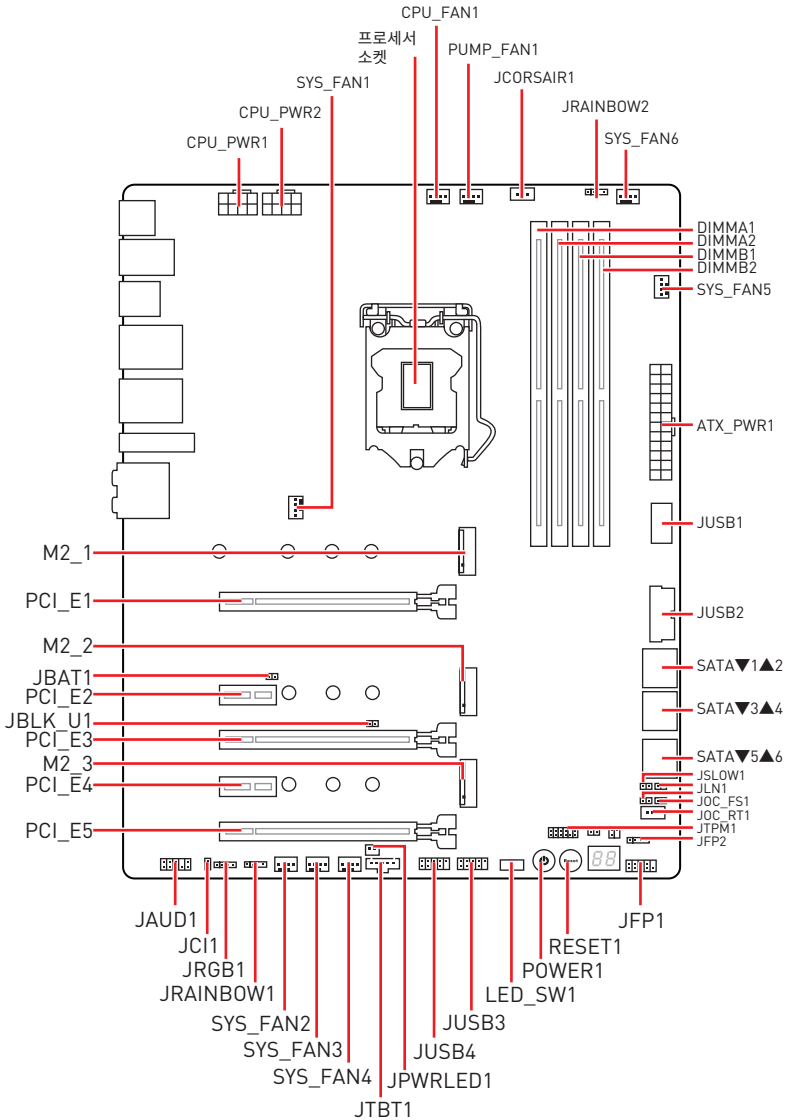 CPU_FAN1
프로세서
소켓
PUMP_FAN1
SYS_FAN1
JCORSAIR1
CPU_PWR2
JRAINBOW2
CPU_PWR1
SYS_FAN6
DIMMA1
DIMMA2
DIMMB1
DIMMB2
SYS_FAN5
ATX_PWR1
JUSB1
M2_1
PCI_E1
JUSB2
M2_2
SATA▼1▲2
JBAT1
PCI_E2
SATA▼3▲4
JBLK_U1
PCI_E3
SATA▼5▲6
M2_3
JSLOW1
PCI_E4
JLN1
JOC_FS1
JOC_RT1
PCI_E5
JTPM1
JFP2
Reset
88
JAUD1
JFP1
JCI1
RESET1
JRGB1
POWER1
JRAINBOW1
LED_SW1
SYS_FAN2
JUSB3
SYS_FAN3
JUSB4
SYS_FAN4
JPWRLED1
JTBT1